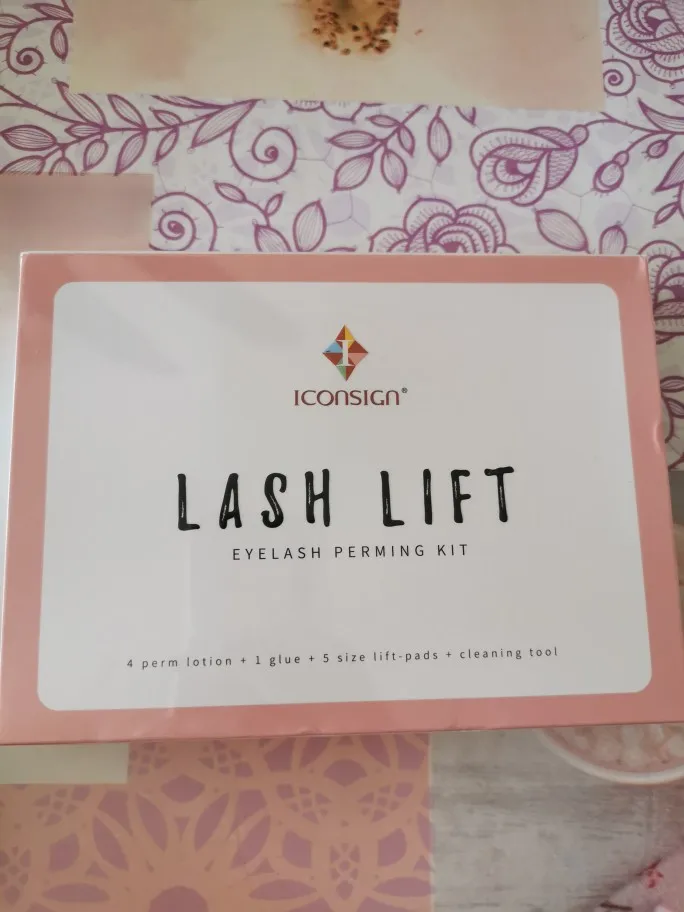 I
ICONSIGN®
LASH LIFT
EYELASH PERMING KIT
4 perm lotion + 1 glue + 5 size lift-pads + cleaning tool